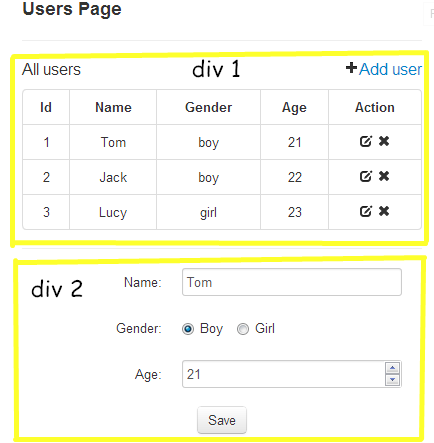 Users Page
All users div 1 Add user
Id Name Gender Age Action
1 Tom boy 21
2 Jack boy 22
3 Lucy girl 23
div 2
Name: Tom
Gender: Boy Girl
Age: 21
Save